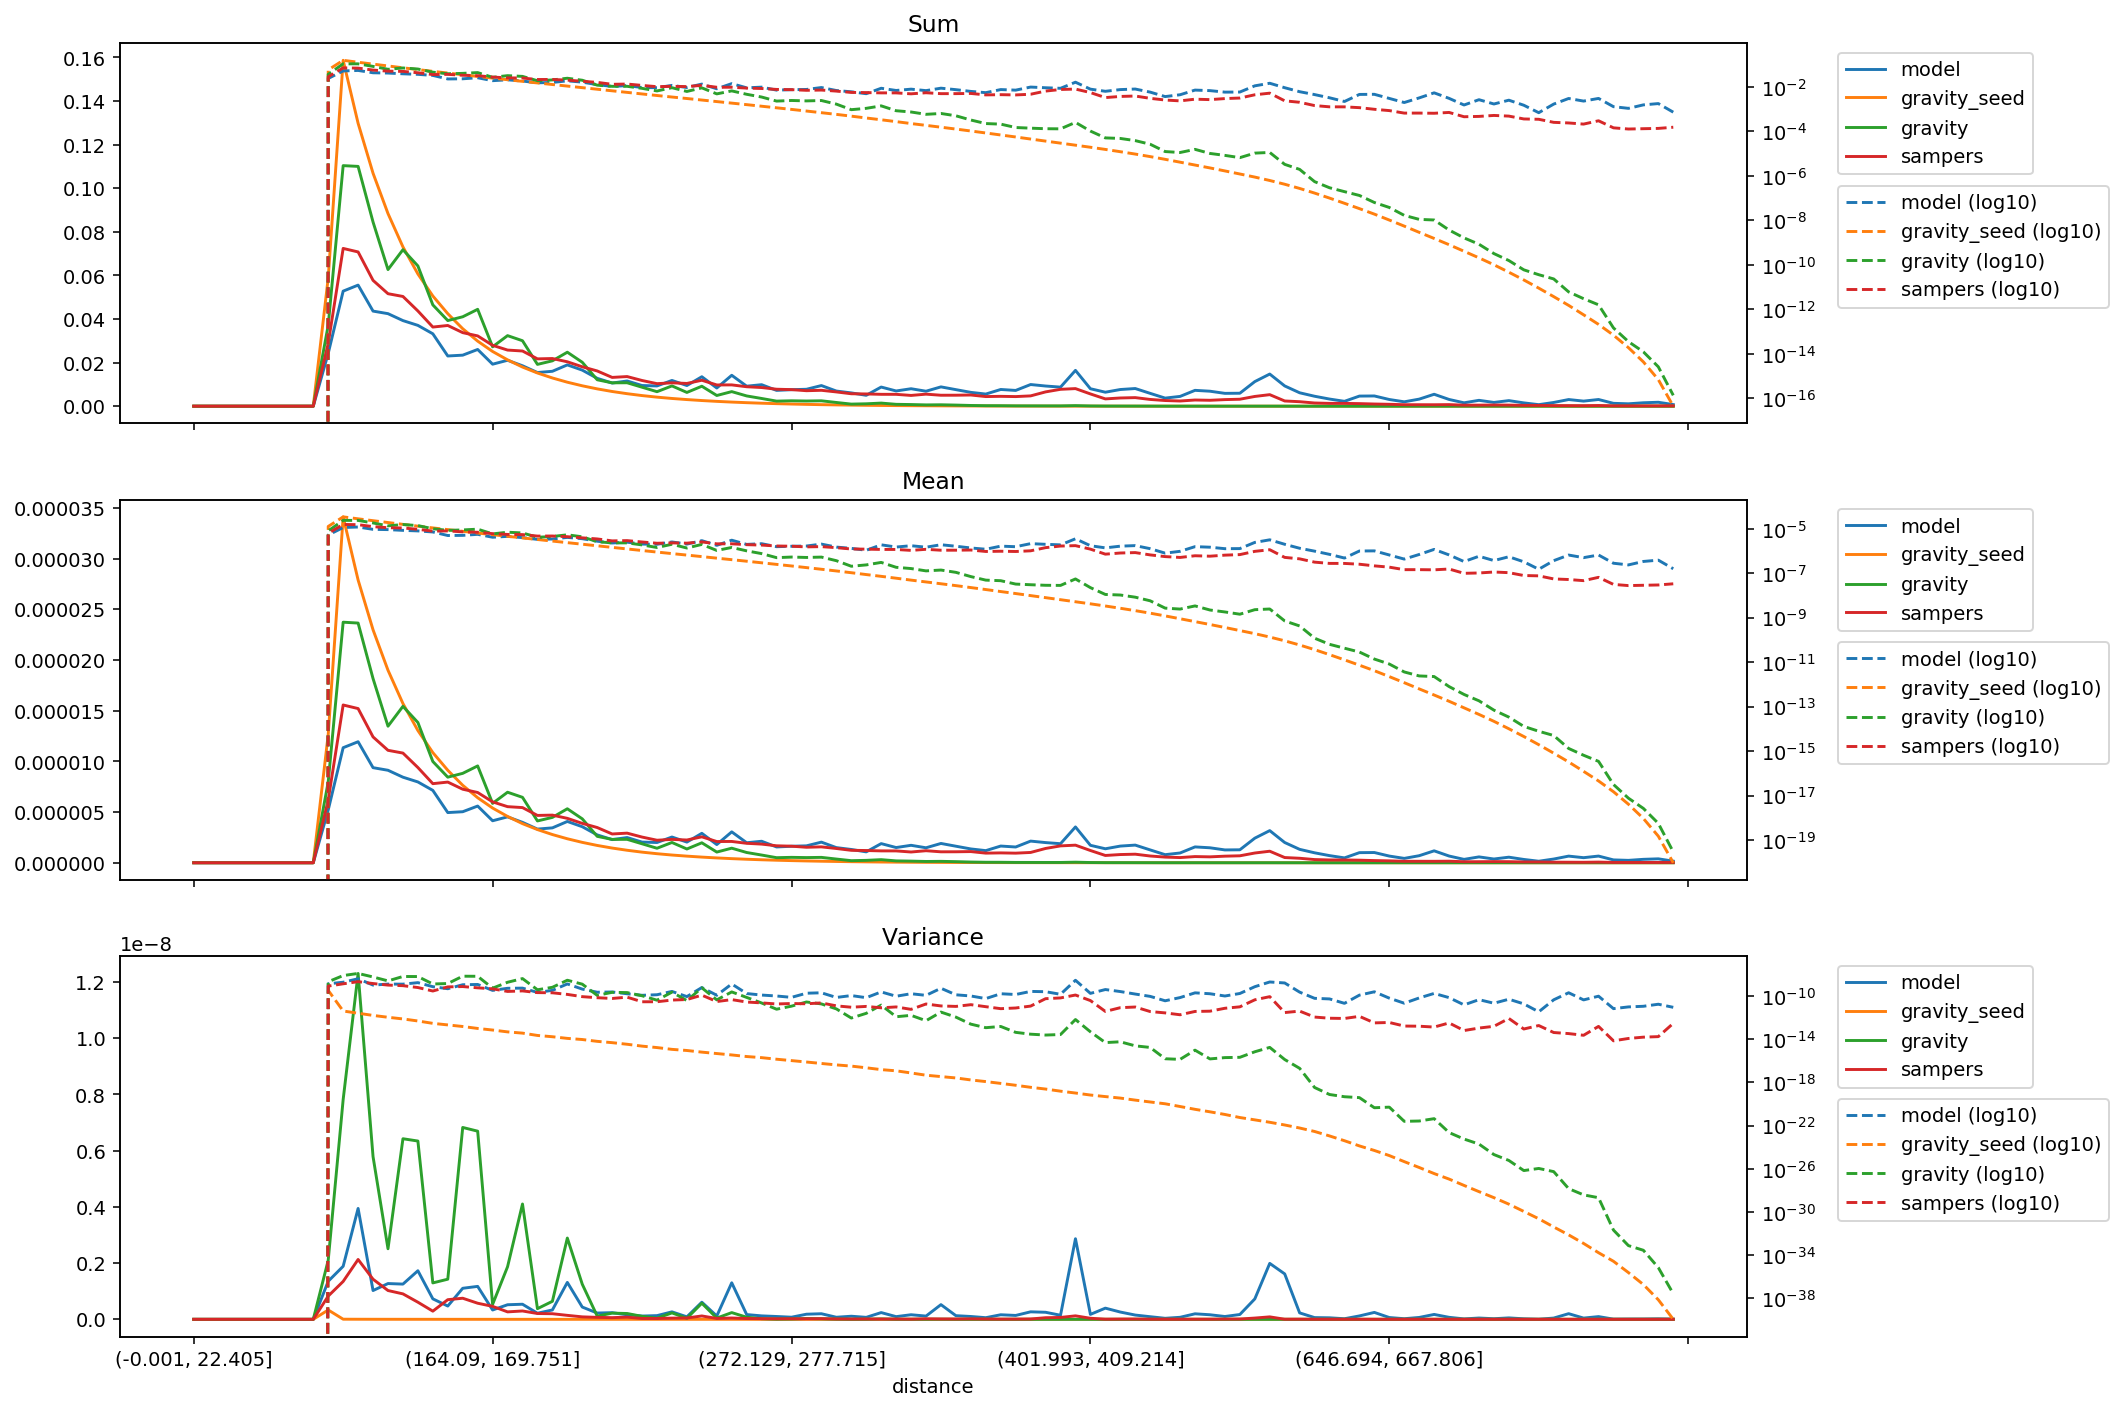 Sum
0.16
0.14
0.12
0.10
0.08
0.06
0.04
0.02
0.00
10⁻²
10⁻⁴
10⁻⁶
10⁻⁸
10⁻¹⁰
10⁻¹²
10⁻¹⁴
10⁻¹⁶
model
gravity_seed
gravity
sampers
model (log10)
gravity_seed (log10)
gravity (log10)
sampers (log10)
Mean
0.000035
0.000030
0.000025
0.000020
0.000015
0.000010
0.000005
0.000000
10⁻⁵
10⁻⁷
10⁻⁹
10⁻¹¹
10⁻¹³
10⁻¹⁵
10⁻¹⁷
10⁻¹⁹
model
gravity_seed
gravity
sampers
model (log10)
gravity_seed (log10)
gravity (log10)
sampers (log10)
Variance
1e−8
1.2
1.0
0.8
0.6
0.4
0.2
0.0
10⁻¹⁰
10⁻¹⁴
10⁻¹⁸
10⁻²²
10⁻²⁶
10⁻³⁰
10⁻³⁴
10⁻³⁸
model
gravity_seed
gravity
sampers
model (log10)
gravity_seed (log10)
gravity (log10)
sampers (log10)
(-0.001, 22.405]
(164.09, 169.751]
(272.129, 277.715]
(401.993, 409.214]
(646.694, 667.806]
distance